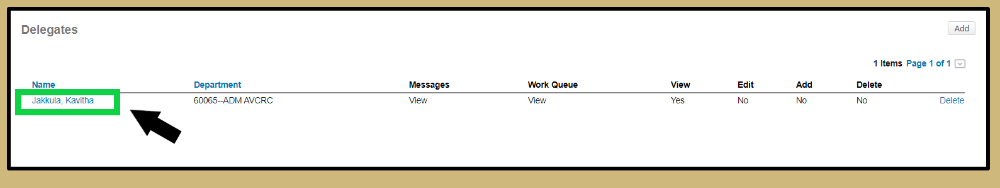 Delegates
Add
1 Items Page 1 of 1
Name Department Messages Work Queue View Edit Add Delete
Jakkula, Kavitha 60065--ADM AVCRC View View Yes No No No Delete